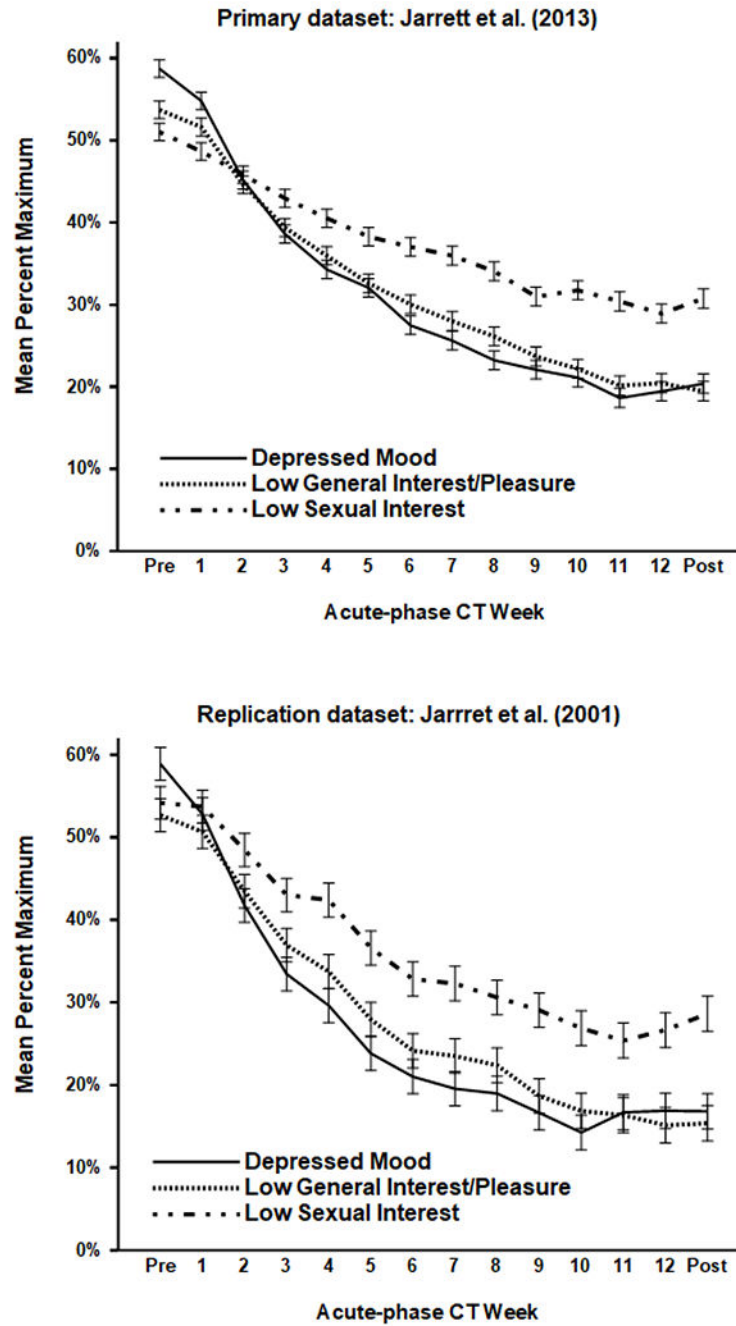 Primary dataset: Jarrett et al. (2013)
60%
50%
40%
30%
20%
10%
0%
Mean Percent Maximum
Depressed Mood
Low General Interest/Pleasure
Low Sexual Interest
Pre 1 2 3 4 5 6 7 8 9 10 11 12 Post
Acute-phase CT Week
Replication dataset: Jarrret et al. (2001)
60%
50%
40%
30%
20%
10%
0%
Mean Percent Maximum
Depressed Mood
Low General Interest/Pleasure
Low Sexual Interest
Pre 1 2 3 4 5 6 7 8 9 10 11 12 Post
Acute-phase CT Week